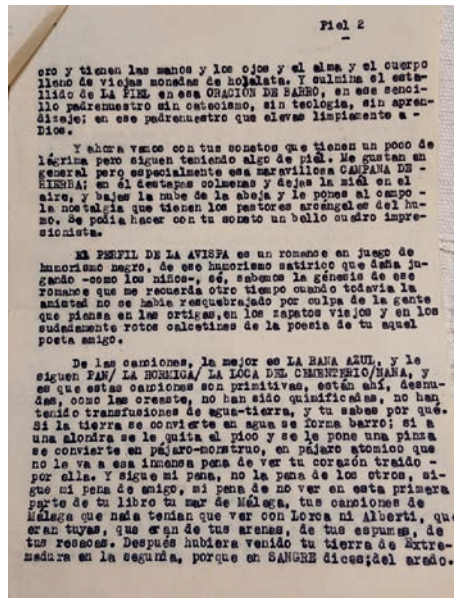 Piel 2
oro y tienen las manos y los ojos y el alma y el cuerpo
lleno de viejas monedas de hojalata. Y culmina el esta-
llido de LA PIEL en esa ORACION DE BARRO, en ese senci-
llo padrenuestro sin catecismo, sin teologia, sin apren-
dizaje; en ese padrenuestro que elevas limpiamente a -
Dios.
Y ahora vamos con tus sonetos que tienen un poco de
lágrima pero siguen teniendo algo de piel. Me gustan en
general pero especialmente esa maravillosa CAMPANA DE -
HIERBA; en él destapas colmenas y dejas la miel en el
aire, y bajas la nube de la abeja y le pones al campo -
la nostalgia que tienen los pastores arcángeles del hu-
mo. Se podia hacer con tu soneto un bello cuadro impre-
sionista.
EL PERFIL DE LA AVISPA es un romance en juego de
humorismo negro, de ese humorismo satirico que daña ju-
gando -como los niños-, sé, sabemos la génesis de ese
romance que me recuerda otro tiempo cuando todavia la
amistad no se habia resquebrajado por culpa de la gente
que piensa en las ortigas, en los zapatos viejos y en los
sudadamente rotos calcetines de la poesia de tu aquel
poeta amigo.
De las canciones, la mejor es LA RANA AZUL, y le
siguen PAN/ LA HORMIGA/ LA LOCA DEL CEMENTERIO/NANA, y
es que estas canciones son primitivas, están ahi, desnu-
das, como las creaste, no han sido quimificadas, no han
tenido transfusiones de agua-tierra, y tu sabes por qué.
Si la tierra se convierte en agua se forma barro; si a
una alondra se le quita el pico y se le pone una pinza
se convierte en pájaro-monstruo, en pájaro atómico que
no le va a esa inmensa pena de ver tu corazón traido -
por ella. Y sigue mi pena, no la pena de los otros, si-
gue mi pena de amigo, mi pena de no ver en esta primera
parte de tu libro tu mar de Málaga, tus canciones de
Málaga que nada tenian que ver con Lorca ni Alberti, que
eran tuyas, que eran de tus arenas, de tus espumas, de
tus resacas. Después hubiera venido tu tierra de Extre-
madura en la segunda, porque en SANGRE dices;del arado.